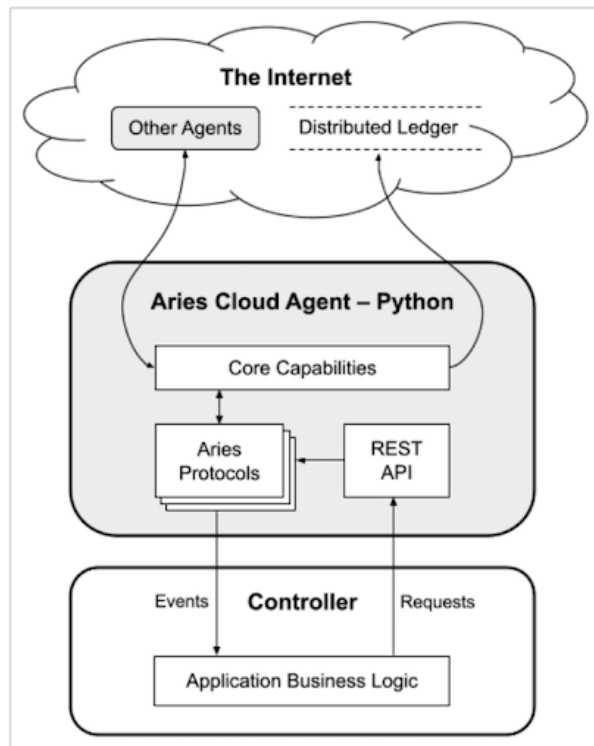 The Internet
Other Agents
Distributed Ledger
Aries Cloud Agent – Python
Core Capabilities
Aries
Protocols
REST
API
Events
Controller
Requests
Application Business Logic